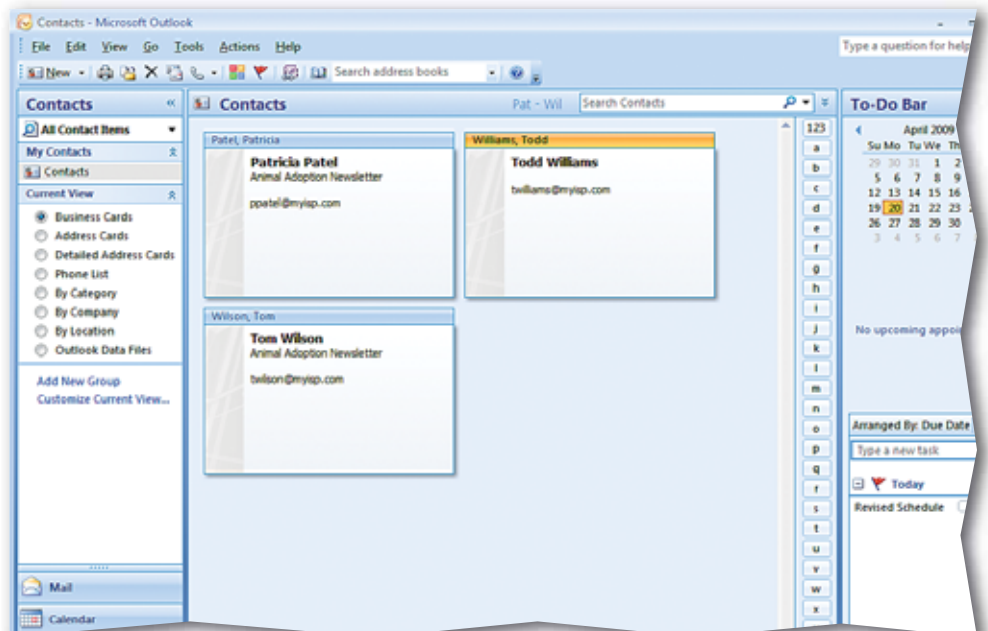 Contacts - Microsoft Outlook
File Edit View Go Tools Actions Help
Type a question for help
New Search address books
Contacts
All Contact Items
My Contacts
Contacts
Current View
Business Cards
Address Cards
Detailed Address Cards
Phone List
By Category
By Company
By Location
Outlook Data Files
Add New Group
Customize Current View...
Mail
Calendar
Contacts Pat - Wil Search Contacts
Patel, Patricia
Patricia Patel
Animal Adoption Newsletter
ppatel@myisp.com
Williams, Todd
Todd Williams
twilliams@myisp.com
Wilson, Tom
Tom Wilson
Animal Adoption Newsletter
twilson@myisp.com
123
a
b
c
d
e
f
g
h
i
j
k
l
m
n
o
p
q
r
s
t
u
v
w
x
To-Do Bar
April 2009
Su Mo Tu We Th
29 30 31 1 2
5 6 7 8 9
12 13 14 15 16
19 20 21 22 23
26 27 28 29 30
3 4 5 6 7
No upcoming
Arranged By: Due Date
Type a new task
Today
Revised Schedule